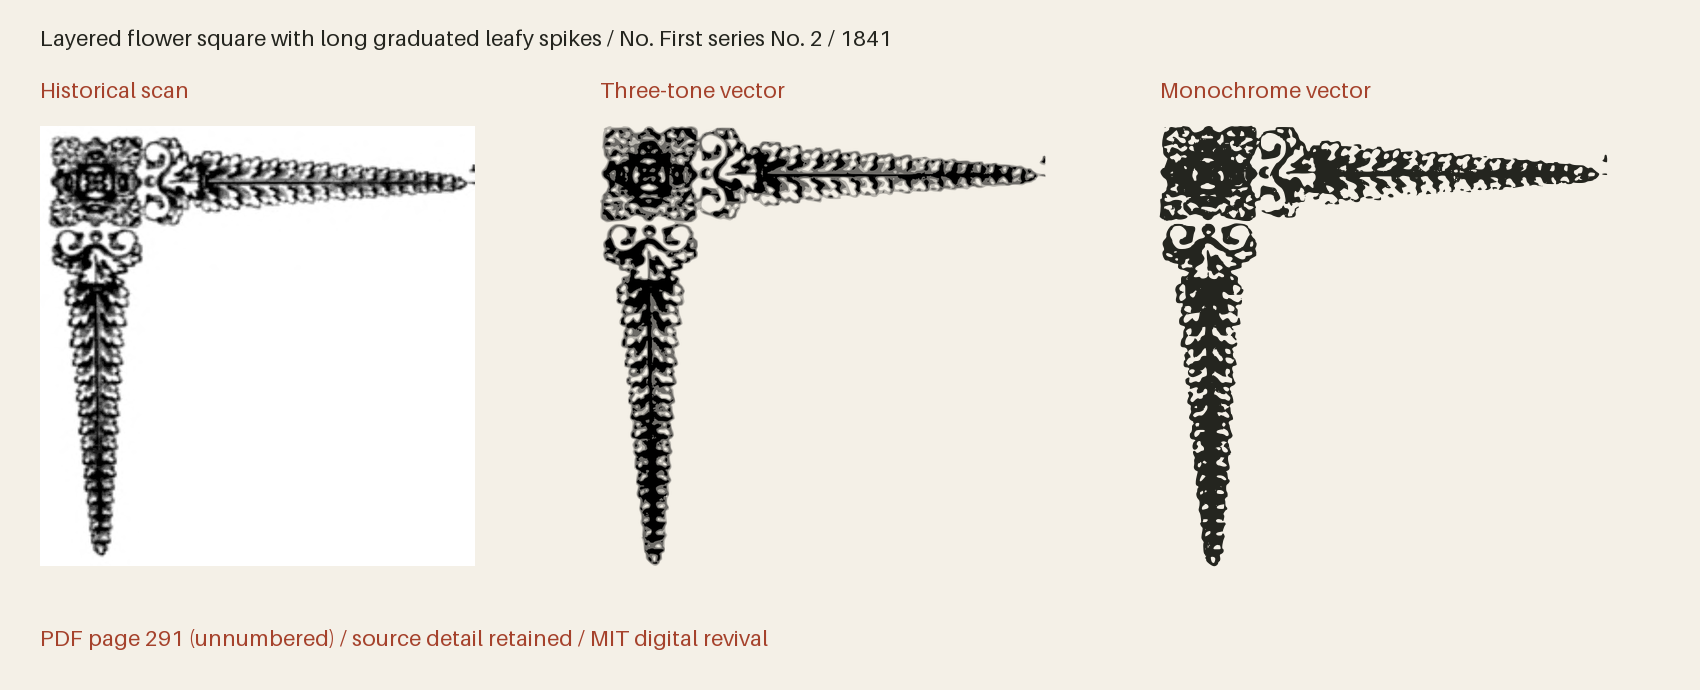 Layered flower square with long graduated leafy spikes / No. First series No. 2 / 1841
Historical scan
Three-tone vector
Monochrome vector
PDF page 291 (unnumbered) / source detail retained / MIT digital revival